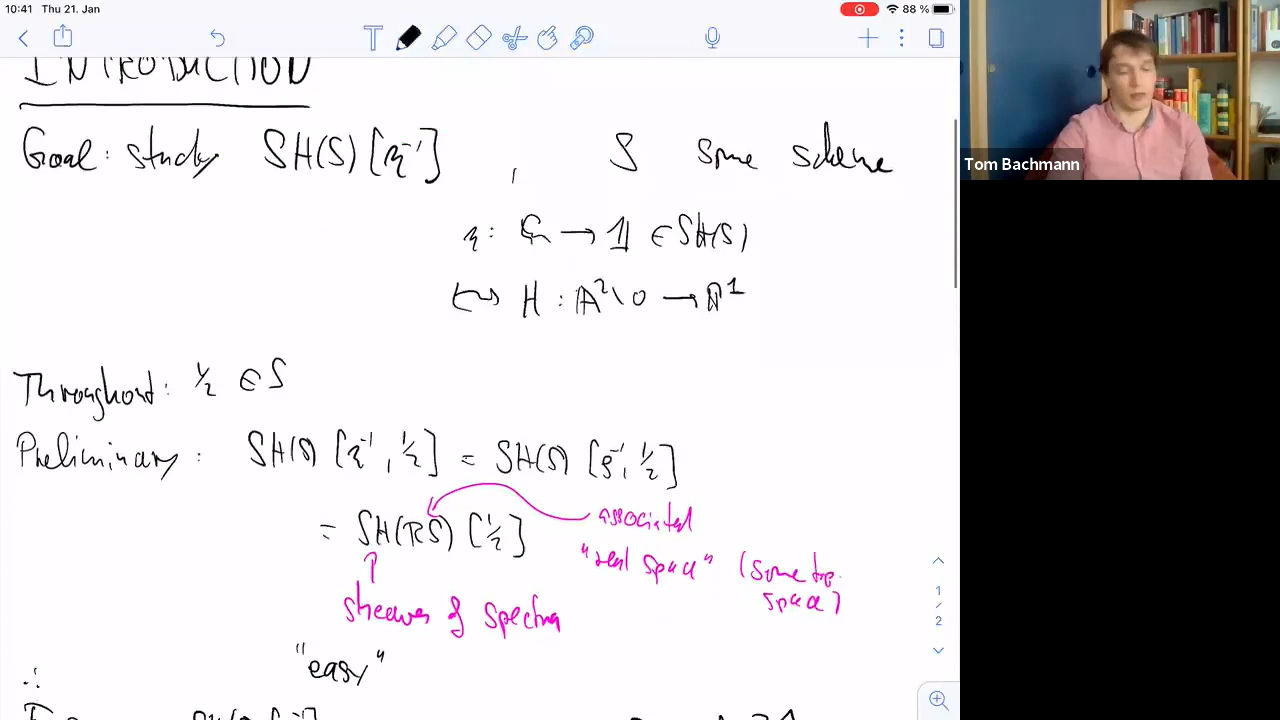 10:41 Thu 21. Jan
88 %
INTRODUCTION
Goal: study SH(S)[η⁻¹] , S some scheme
η: 𝔾ₘ → 𝟙 ∈ SH(S)
↔ H : 𝔸²\0 → ℙ¹
Tom Bachmann
Throughout: ½ ∈ S
Preliminary: SH(S)[η⁻¹, ½] = SH(S)[ρ⁻¹, ½]
= SH(RS)[½]
associated
"real space" (some top. space)
sheaves of spectra
"easy"
∴
1
2